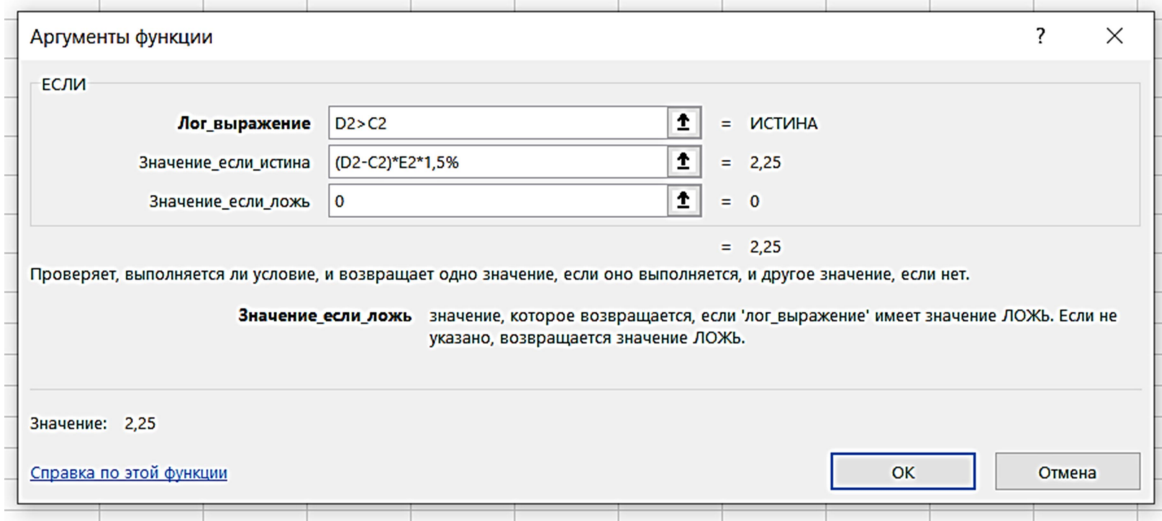 Аргументы функции ?
ЕСЛИ
Лог_выражение D2>C2 = ИСТИНА
Значение_если_истина (D2-C2)*E2*1,5% = 2,25
Значение_если_ложь 0 = 0
= 2,25
Проверяет, выполняется ли условие, и возвращает одно значение, если оно выполняется, и другое значение, если нет.
Значение_если_ложь значение, которое возвращается, если 'лог_выражение' имеет значение ЛОЖЬ. Если не
указано, возвращается значение ЛОЖЬ.
Значение: 2,25
Справка по этой функции
ОК Отмена